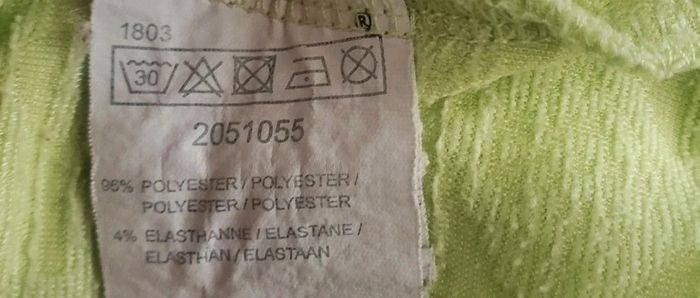 ®
1803
30
2051055
96% POLYESTER / POLYESTER /
POLYESTER / POLYESTER
4% ELASTHANNE / ELASTANE /
ELASTHAN / ELASTAAN